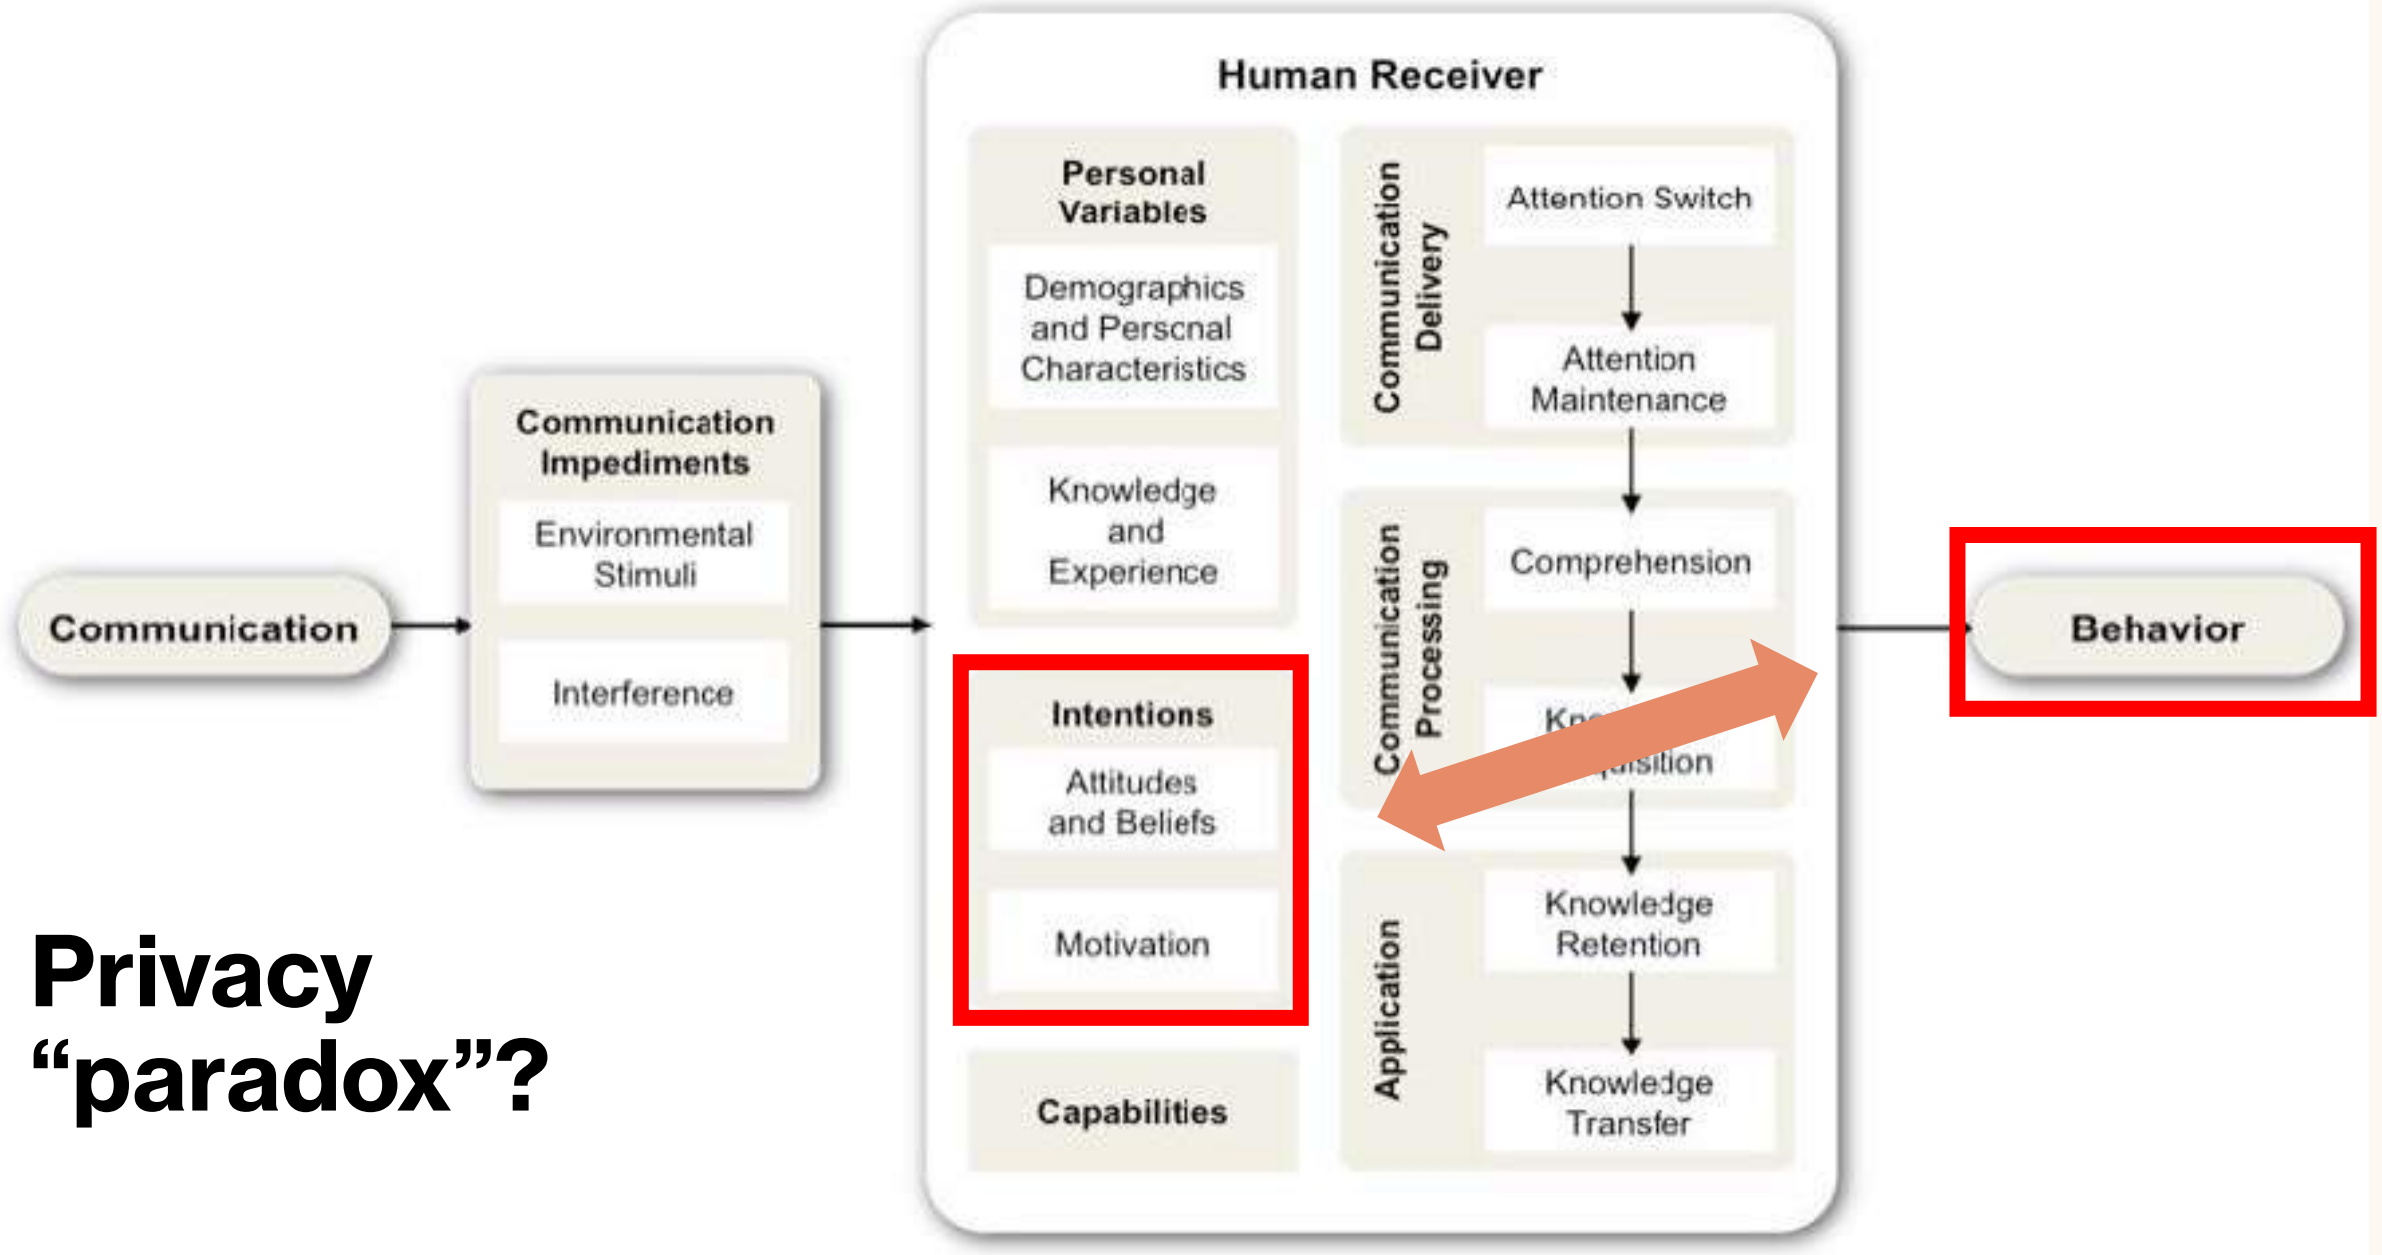 Human Receiver
Personal
Variables
Demographics
and Personal
Characteristics
Knowledge
and
Experience
Intentions
Attitudes
and Beliefs
Motivation
Capabilities
Communication
Delivery
Attention Switch
Attention
Maintenance
Communication
Processing
Comprehension
Application
Knowledge
Retention
Knowledge
Transfer
Communication
Impediments
Environmental
Stimuli
Interference
Communication
Behavior
Privacy
“paradox”?